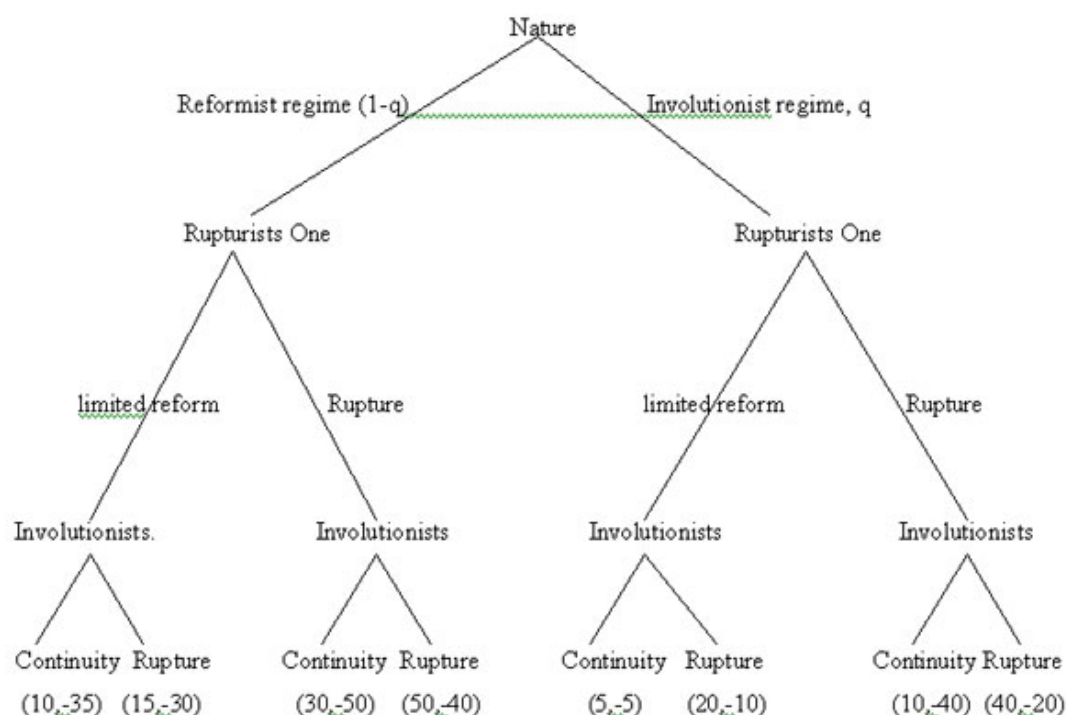 Nature
Reformist regime (1-q) Involutionist regime, q
Rupturists One Rupturists One
limited reform Rupture limited reform Rupture
Involutionists. Involutionists Involutionists Involutionists
Continuity Rupture Continuity Rupture Continuity Rupture Continuity Rupture
(10,-35) (15,-30) (30,-50) (50,-40) (5,-5) (20,-10) (10,-40) (40,-20)